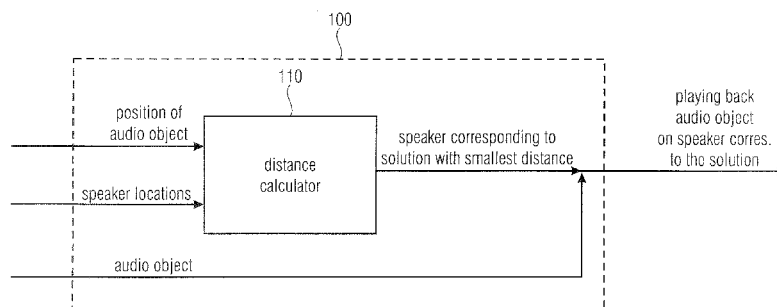 100
110
position of
audio object
speaker locations
audio object
distance
calculator
speaker corresponding to
solution with smallest distance
playing back
audio object
on speaker corres.
to the solution